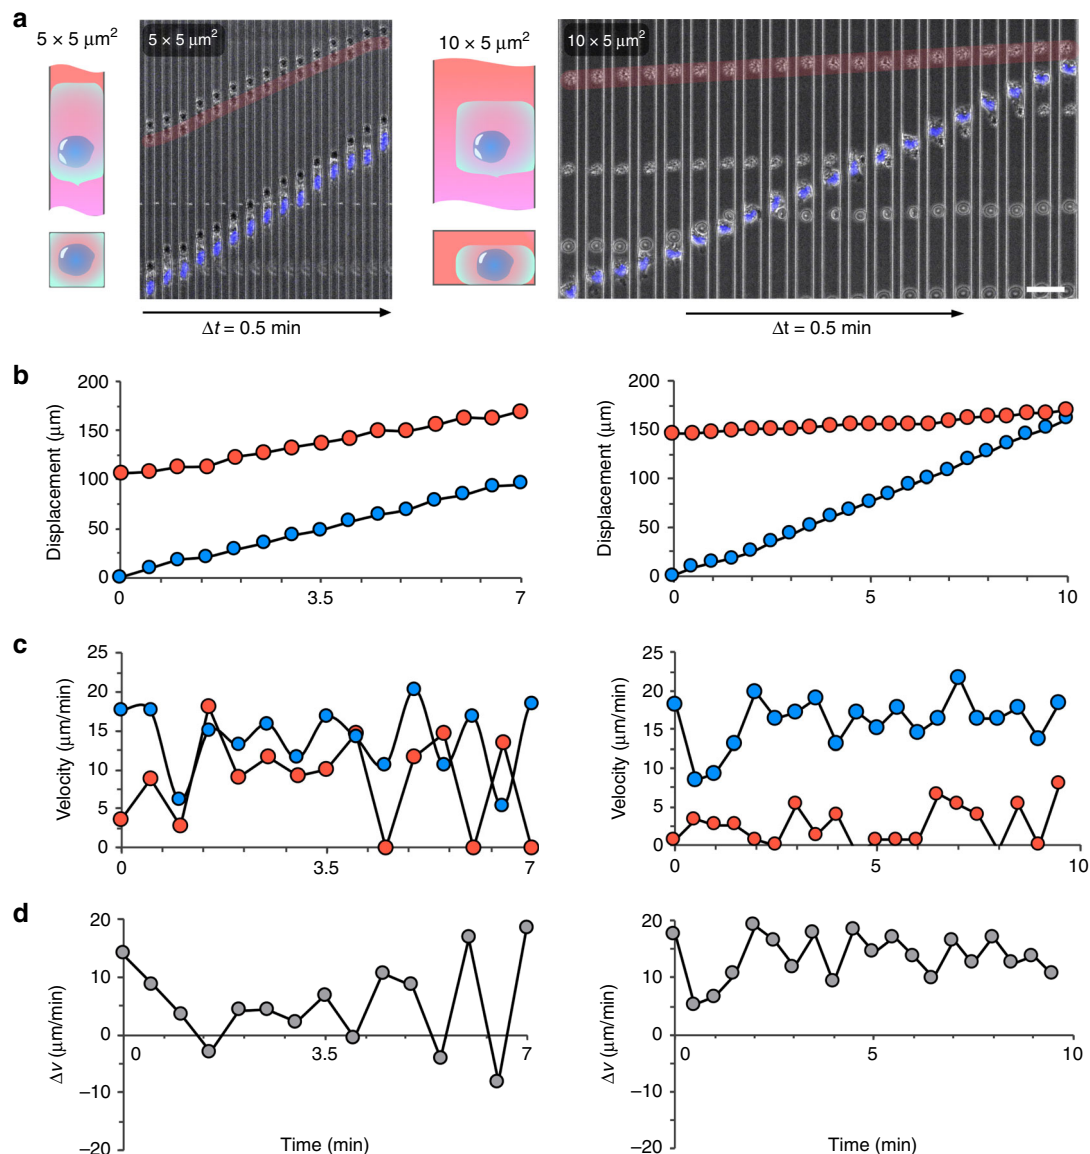 a
5 × 5 μm²
5 × 5 μm²
10 × 5 μm²
10 × 5 μm²
Δt = 0.5 min
Δt = 0.5 min
b
Displacement (μm)
200
150
100
50
0
0
3.5
7
Displacement (μm)
200
150
100
50
0
0
5
10
c
Velocity (μm/min)
25
20
15
10
5
0
0
3.5
7
Velocity (μm/min)
25
20
15
10
5
0
0
5
10
d
Δv (μm/min)
20
10
0
–10
–20
0
3.5
7
Time (min)
Δv (μm/min)
20
10
0
–10
–20
0
5
10
Time (min)